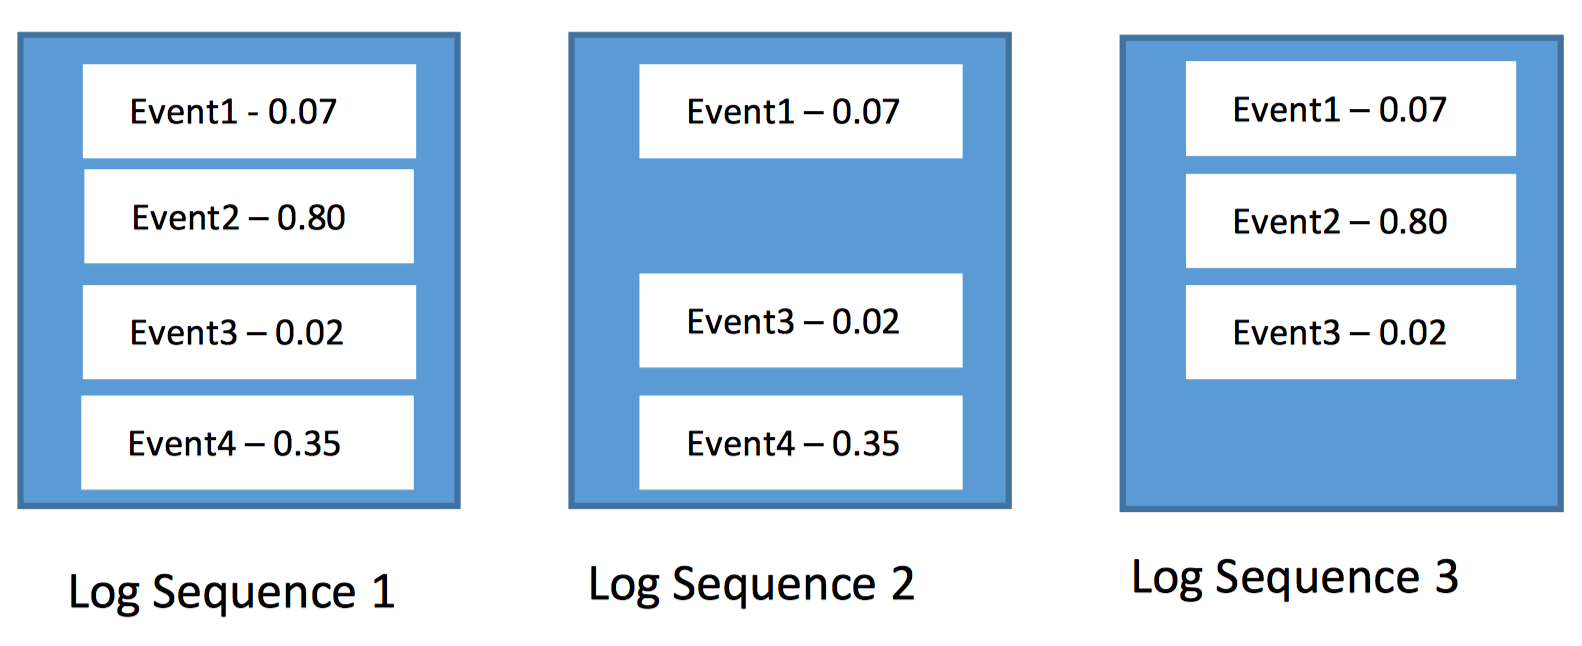 Event1 - 0.07
Event2 – 0.80
Event3 – 0.02
Event4 – 0.35
Log Sequence 1
Event1 – 0.07
Event3 – 0.02
Event4 – 0.35
Log Sequence 2
Event1 – 0.07
Event2 – 0.80
Event3 – 0.02
Log Sequence 3